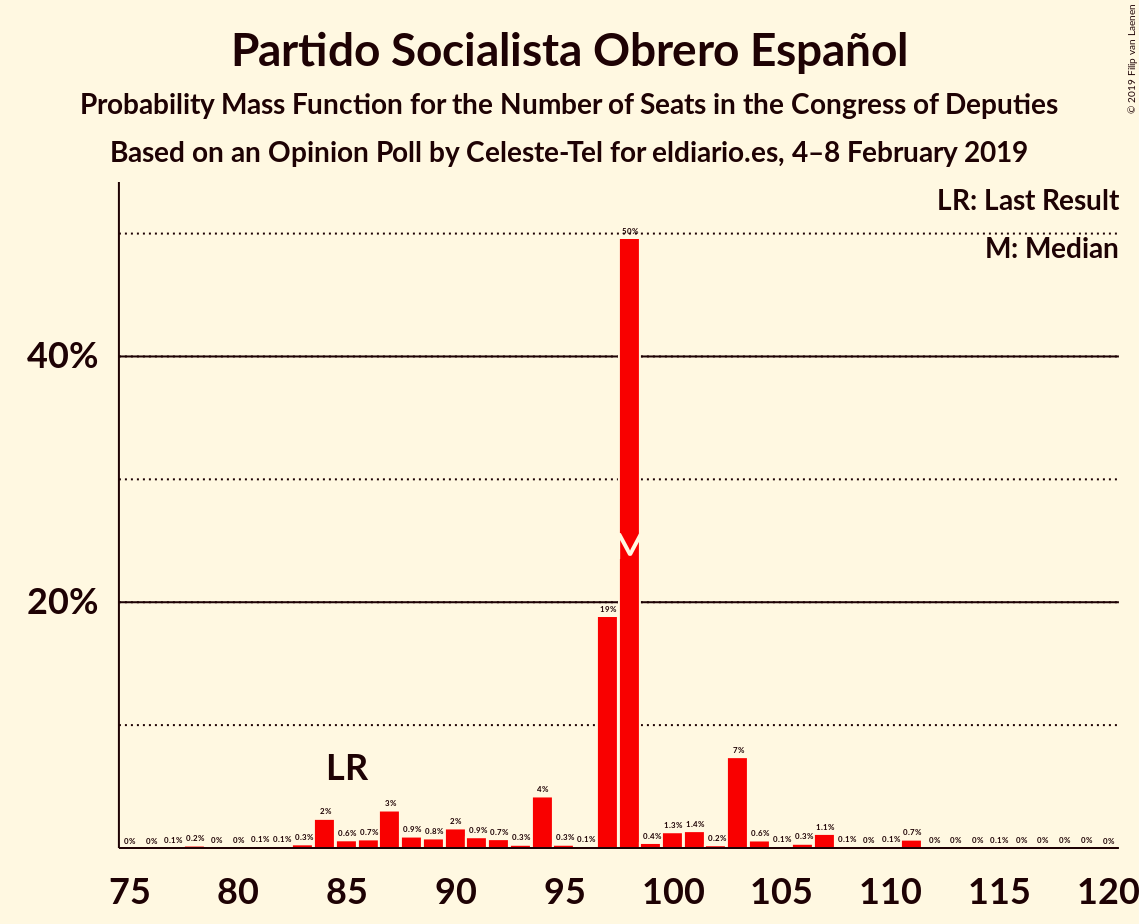 Partido Socialista Obrero Español
Probability Mass Function for the Number of Seats in the Congress of Deputies
Based on an Opinion Poll by Celeste-Tel for eldiario.es, 4–8 February 2019
© 2019 Filip van Laenen
LR: Last Result
M: Median
40%
20%
LR
0% 0% 0.1% 0.2% 0% 0% 0.1% 0.1% 0.3% 2% 0.6% 0.7% 3% 0.9% 0.8% 2% 0.9% 0.7% 0.3% 4% 0.3% 0.1% 19% 50% 0.4% 1.3% 1.4% 0.2% 7% 0.6% 0.1% 0.3% 1.1% 0.1% 0% 0.1% 0.7% 0% 0% 0% 0.1% 0% 0% 0% 0% 0%
75 80 85 90 95 100 105 110 115 120